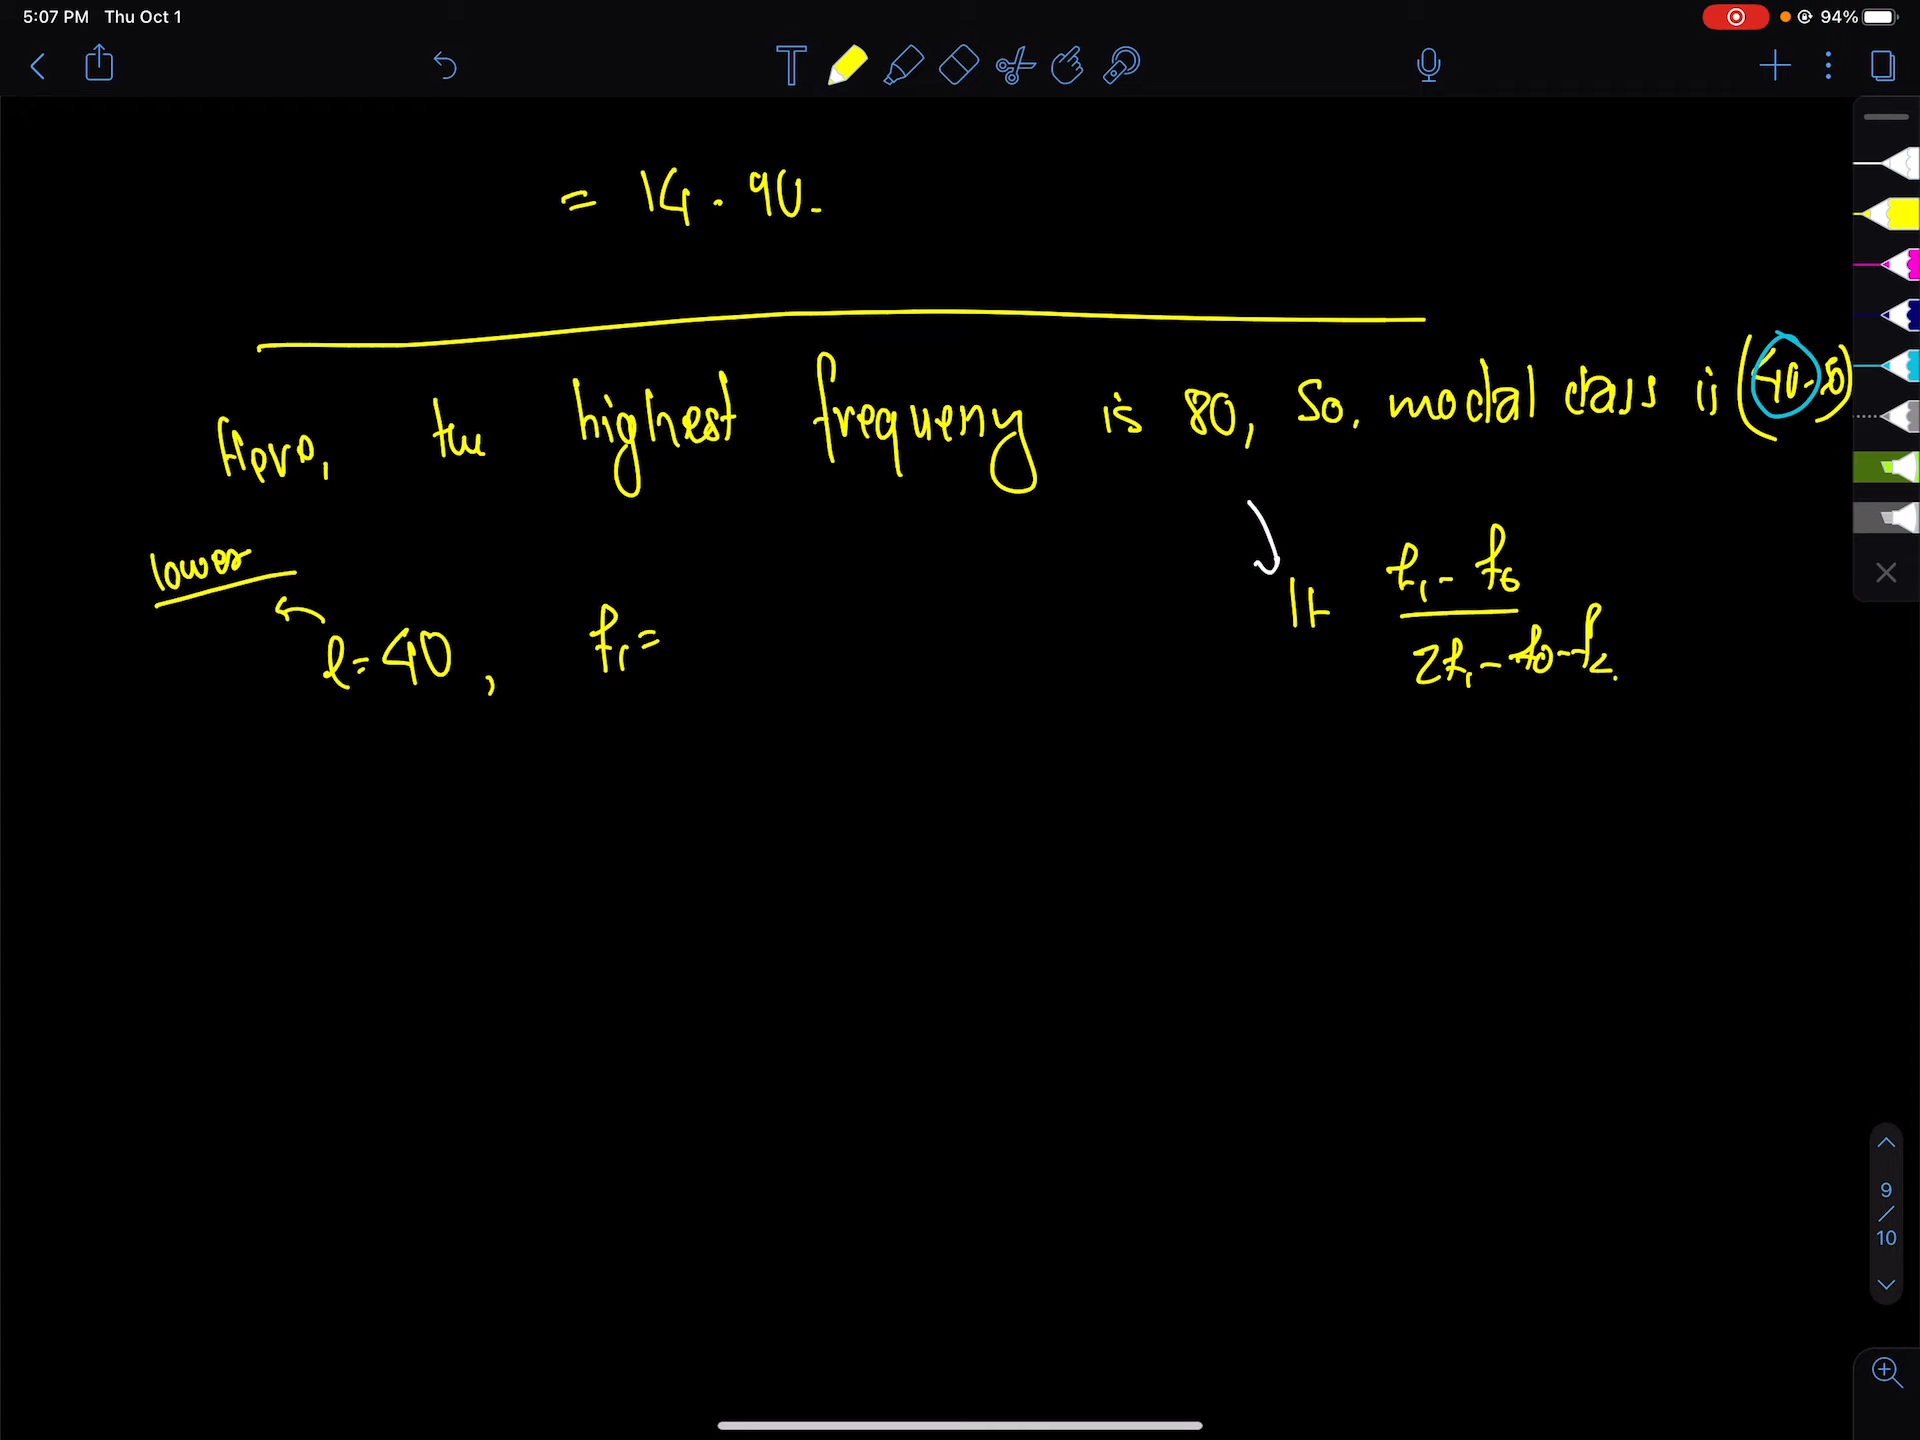 5:07 PM Thu Oct 1
94%
= 14.90.
Here, the highest frequeny is 80, So, modal class is (40-50)
lower
l=40, f₁=
l+ f₁ - f₀
2f₁ - f₀ - f₂.
9
/
10